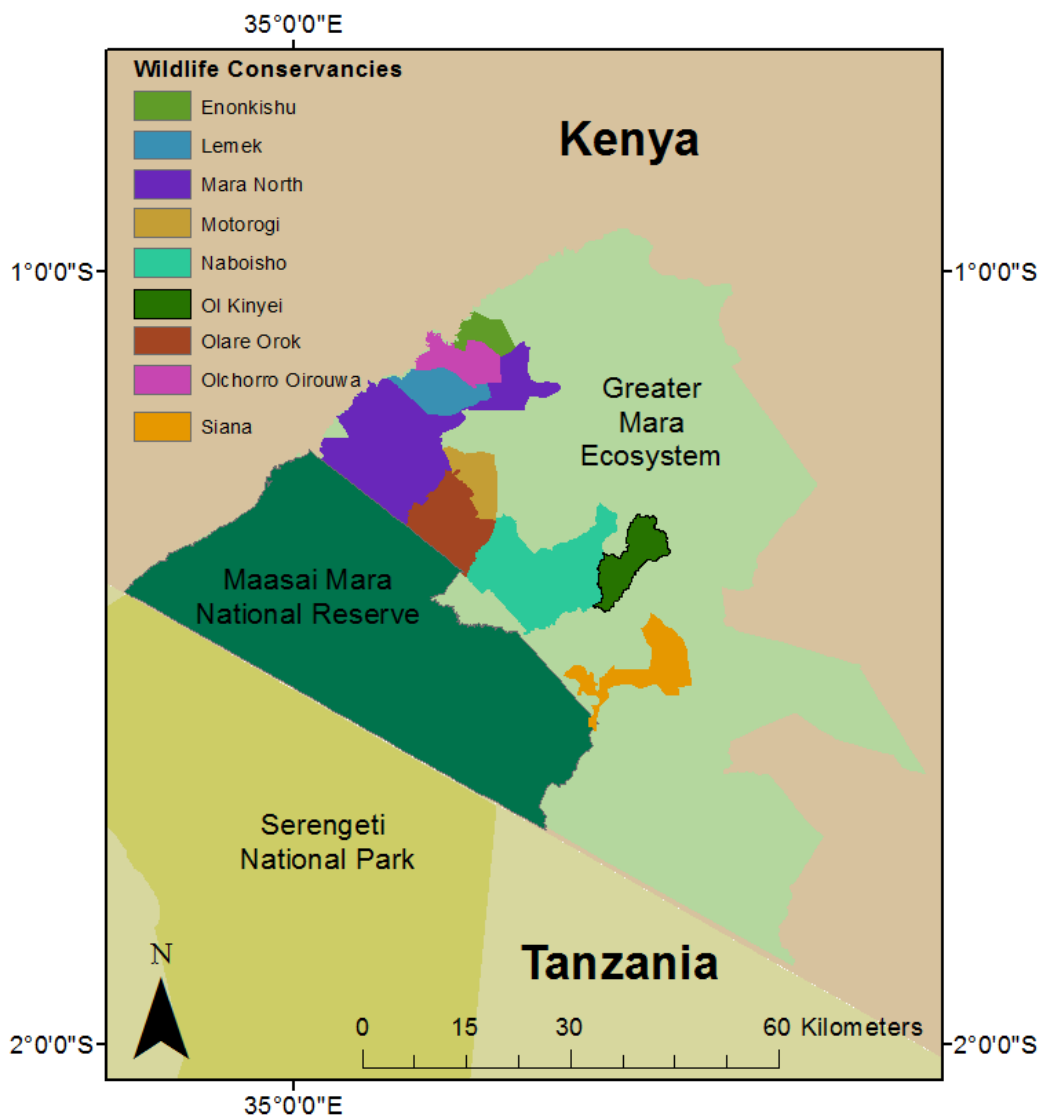 35°0'0"E
Wildlife Conservancies
Enonkishu
Lemek
Mara North
Motorogi
Naboisho
Ol Kinyei
Olare Orok
Olchorro Oirouwa
Siana
Kenya
1°0'0"S
1°0'0"S
Greater
Mara
Ecosystem
Maasai Mara
National Reserve
Serengeti
National Park
Tanzania
N
0 15 30 60 Kilometers
2°0'0"S
2°0'0"S
35°0'0"E